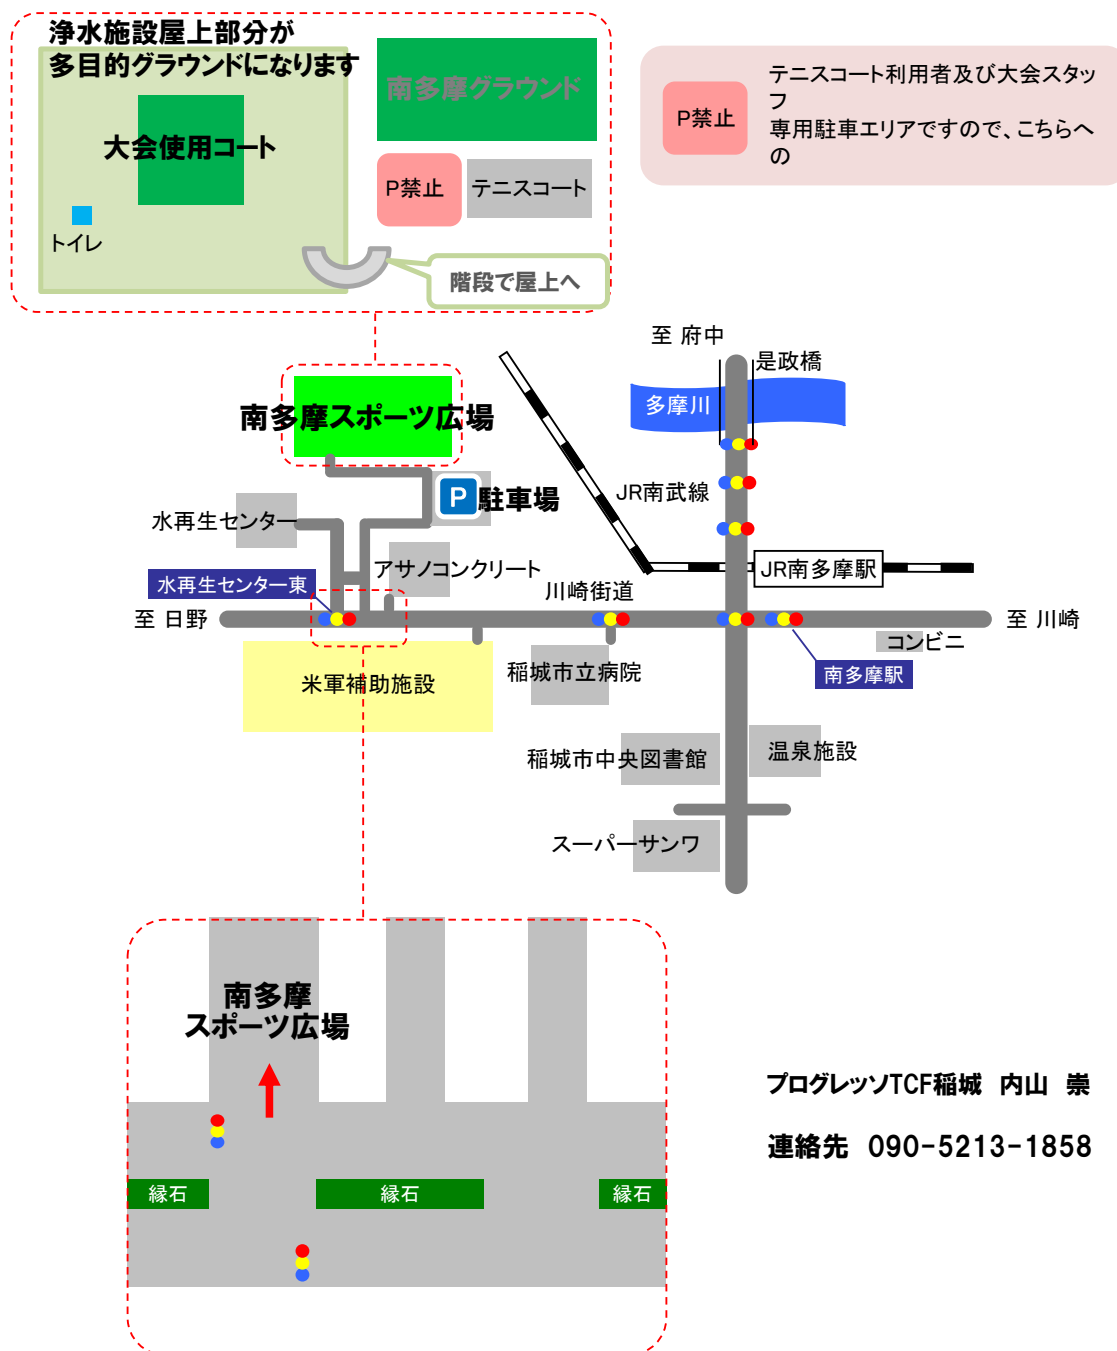 浄水施設屋上部分が
多目的グラウンドになります
南多摩グラウンド
大会使用コート
P禁止
テニスコート
トイレ
階段で屋上へ
P禁止
テニスコート利用者及び大会スタッ
フ
専用駐車エリアですので、こちらへ
の
至 府中
是政橋
多摩川
南多摩スポーツ広場
JR南武線
P
駐車場
水再生センター
アサノコンクリート
JR南多摩駅
水再生センター東
川崎街道
至 日野
至 川崎
コンビニ
南多摩駅
米軍補助施設
稲城市立病院
稲城市中央図書館
温泉施設
スーパーサンワ
南多摩
スポーツ広場
縁石
縁石
縁石
プログレッソTCF稲城 内山 崇
連絡先 090-5213-1858